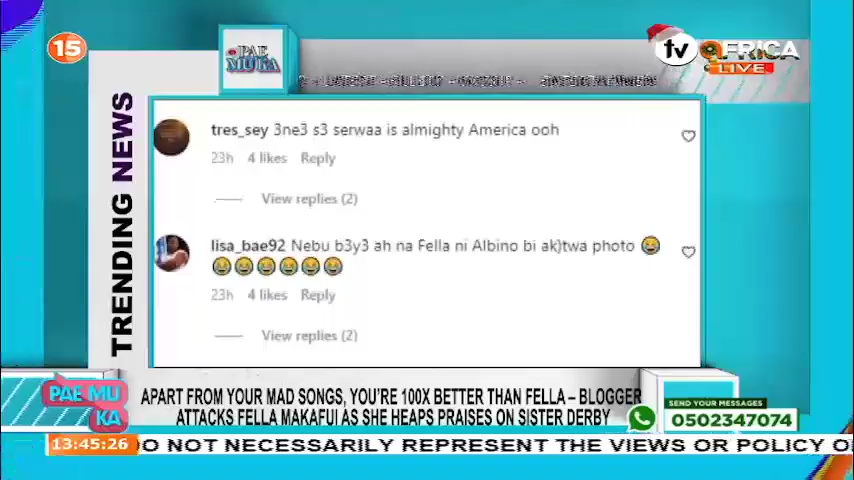 15
PAE
MU KA
tv AFRICA
LIVE
TRENDING NEWS
tres_sey 3ne3 s3 serwaa is almighty America ooh
23h 4 likes Reply
View replies (2)
lisa_bae92 Nebu b3y3 ah na Fella ni Albino bi ak)twa photo 😂
😂😂😂😂😂😂
23h 4 likes Reply
View replies (2)
PAE MU
KA
APART FROM YOUR MAD SONGS, YOU'RE 100X BETTER THAN FELLA – BLOGGER
ATTACKS FELLA MAKAFUI AS SHE HEAPS PRAISES ON SISTER DERBY
SEND YOUR MESSAGES
0502347074
13:45:26 DO NOT NECESSARILY REPRESENT THE VIEWS OR POLICY O